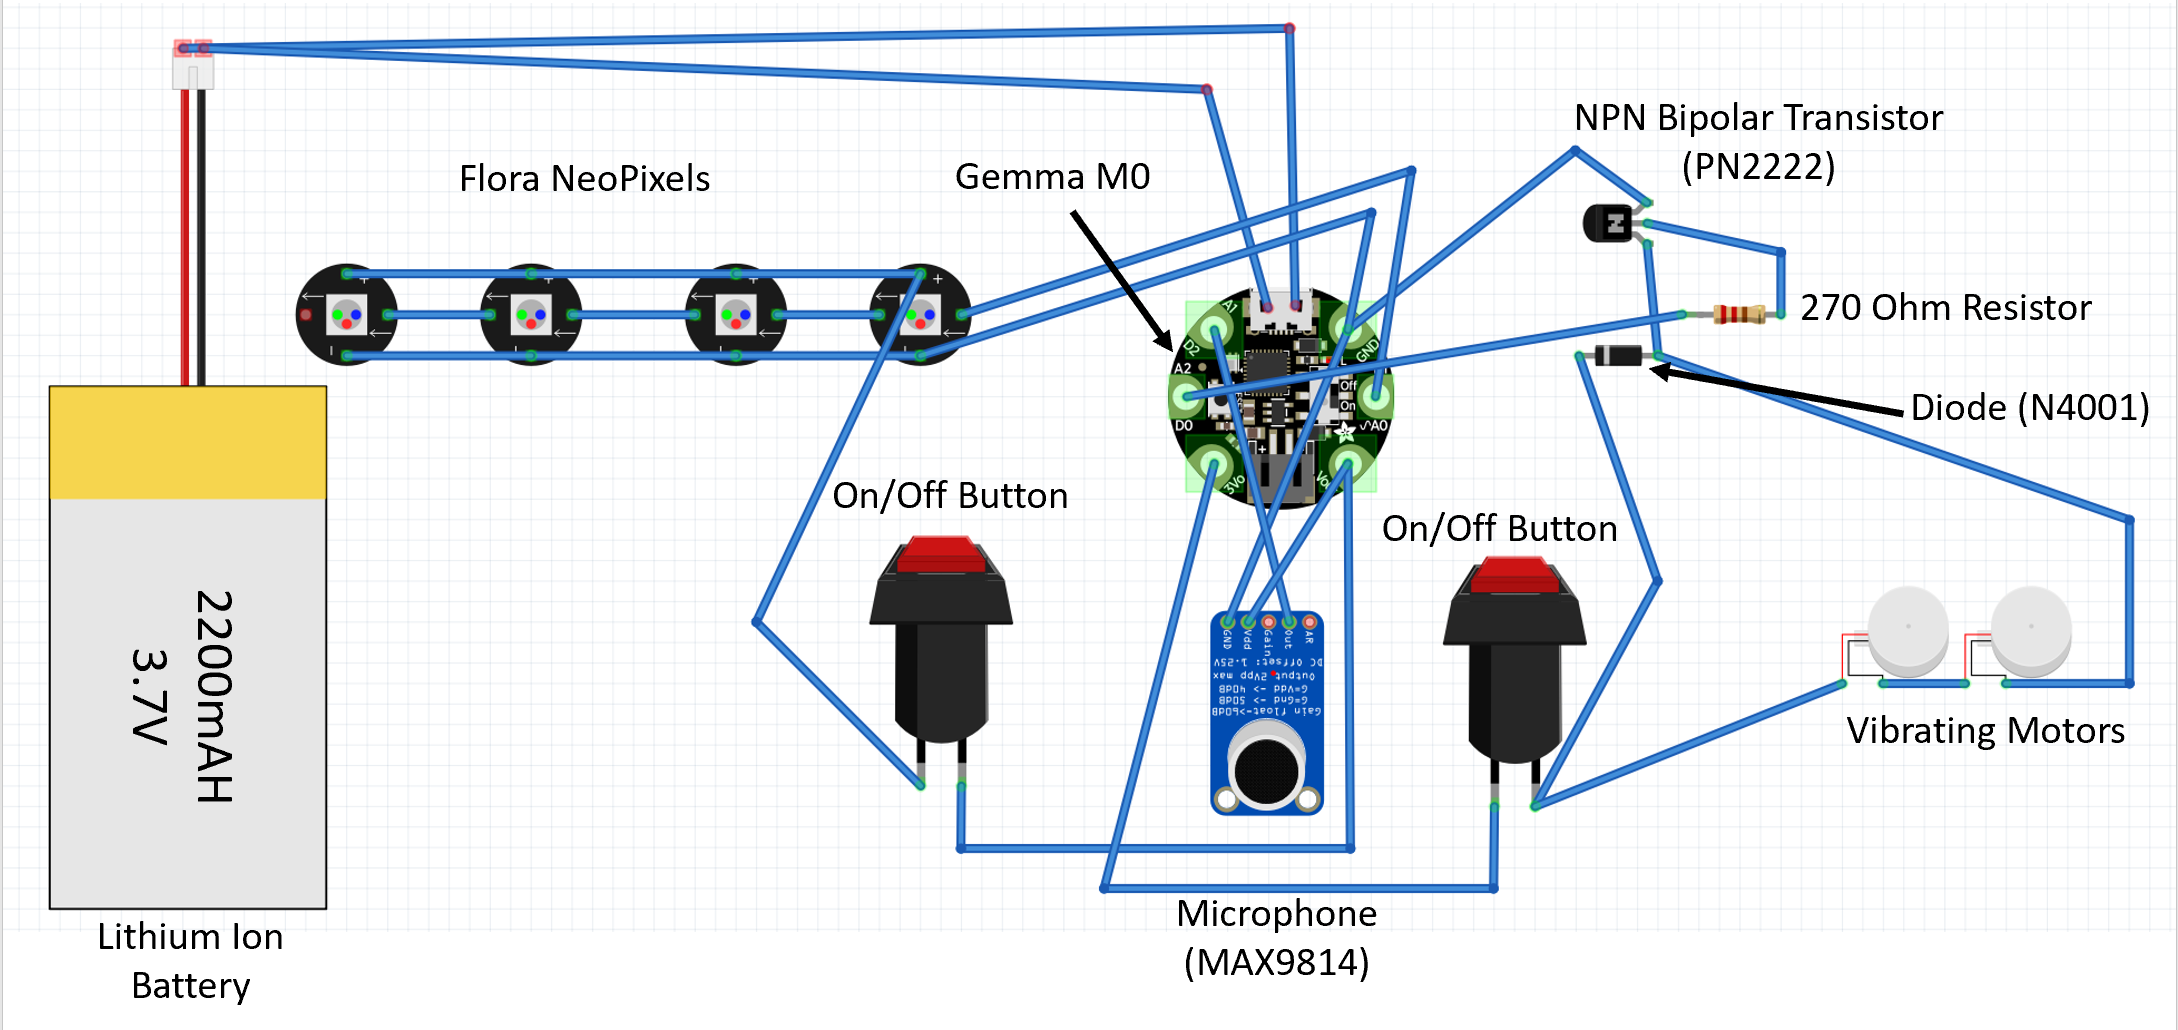 NPN Bipolar Transistor
(PN2222)
Flora NeoPixels
Gemma M0
N
270 Ohm Resistor
Diode (N4001)
A1
D2
A2
D0
3Vo
GND
Off
On
A0
+
+
On/Off Button
On/Off Button
2200mAH
3.7V
GND
Vdd
Gain
Out
AR
DC Offset: 1.25V
Output 2Vpp max
G=Vdd -> 40dB
G=Gnd-> 50dB
Gain float->60dB
Vibrating Motors
Microphone
(MAX9814)
Lithium Ion
Battery